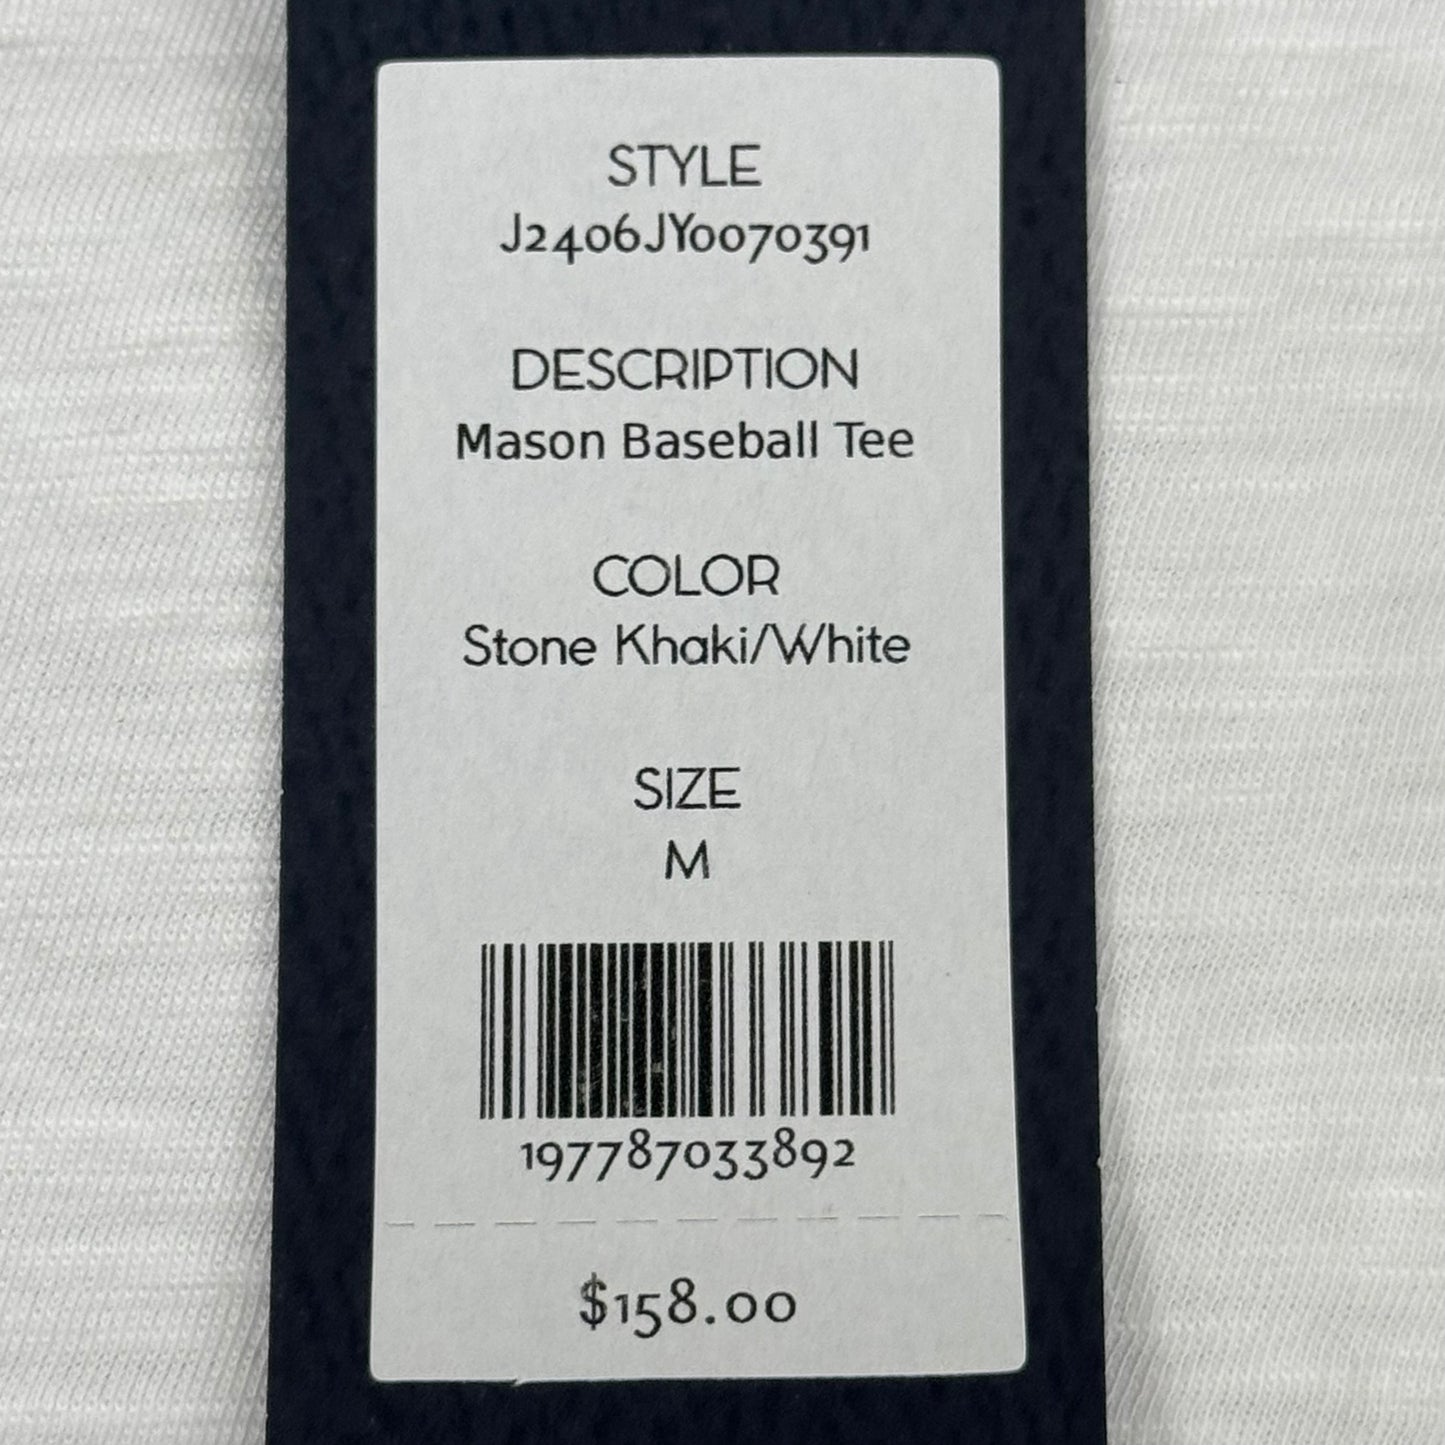 STYLE
J2406JY0070391
DESCRIPTION
Mason Baseball Tee
COLOR
Stone Khaki/White
SIZE
M
197787033892
$158.00